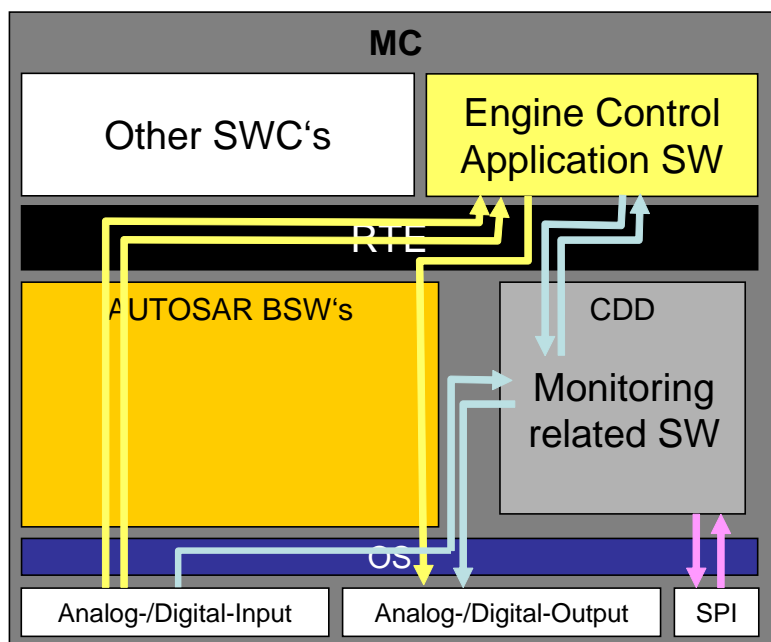 MC
Other SWC‘s
Engine Control
Application SW
RTE
AUTOSAR BSW‘s
CDD
Monitoring
related SW
OS
Analog-/Digital-Input
Analog-/Digital-Output
SPI